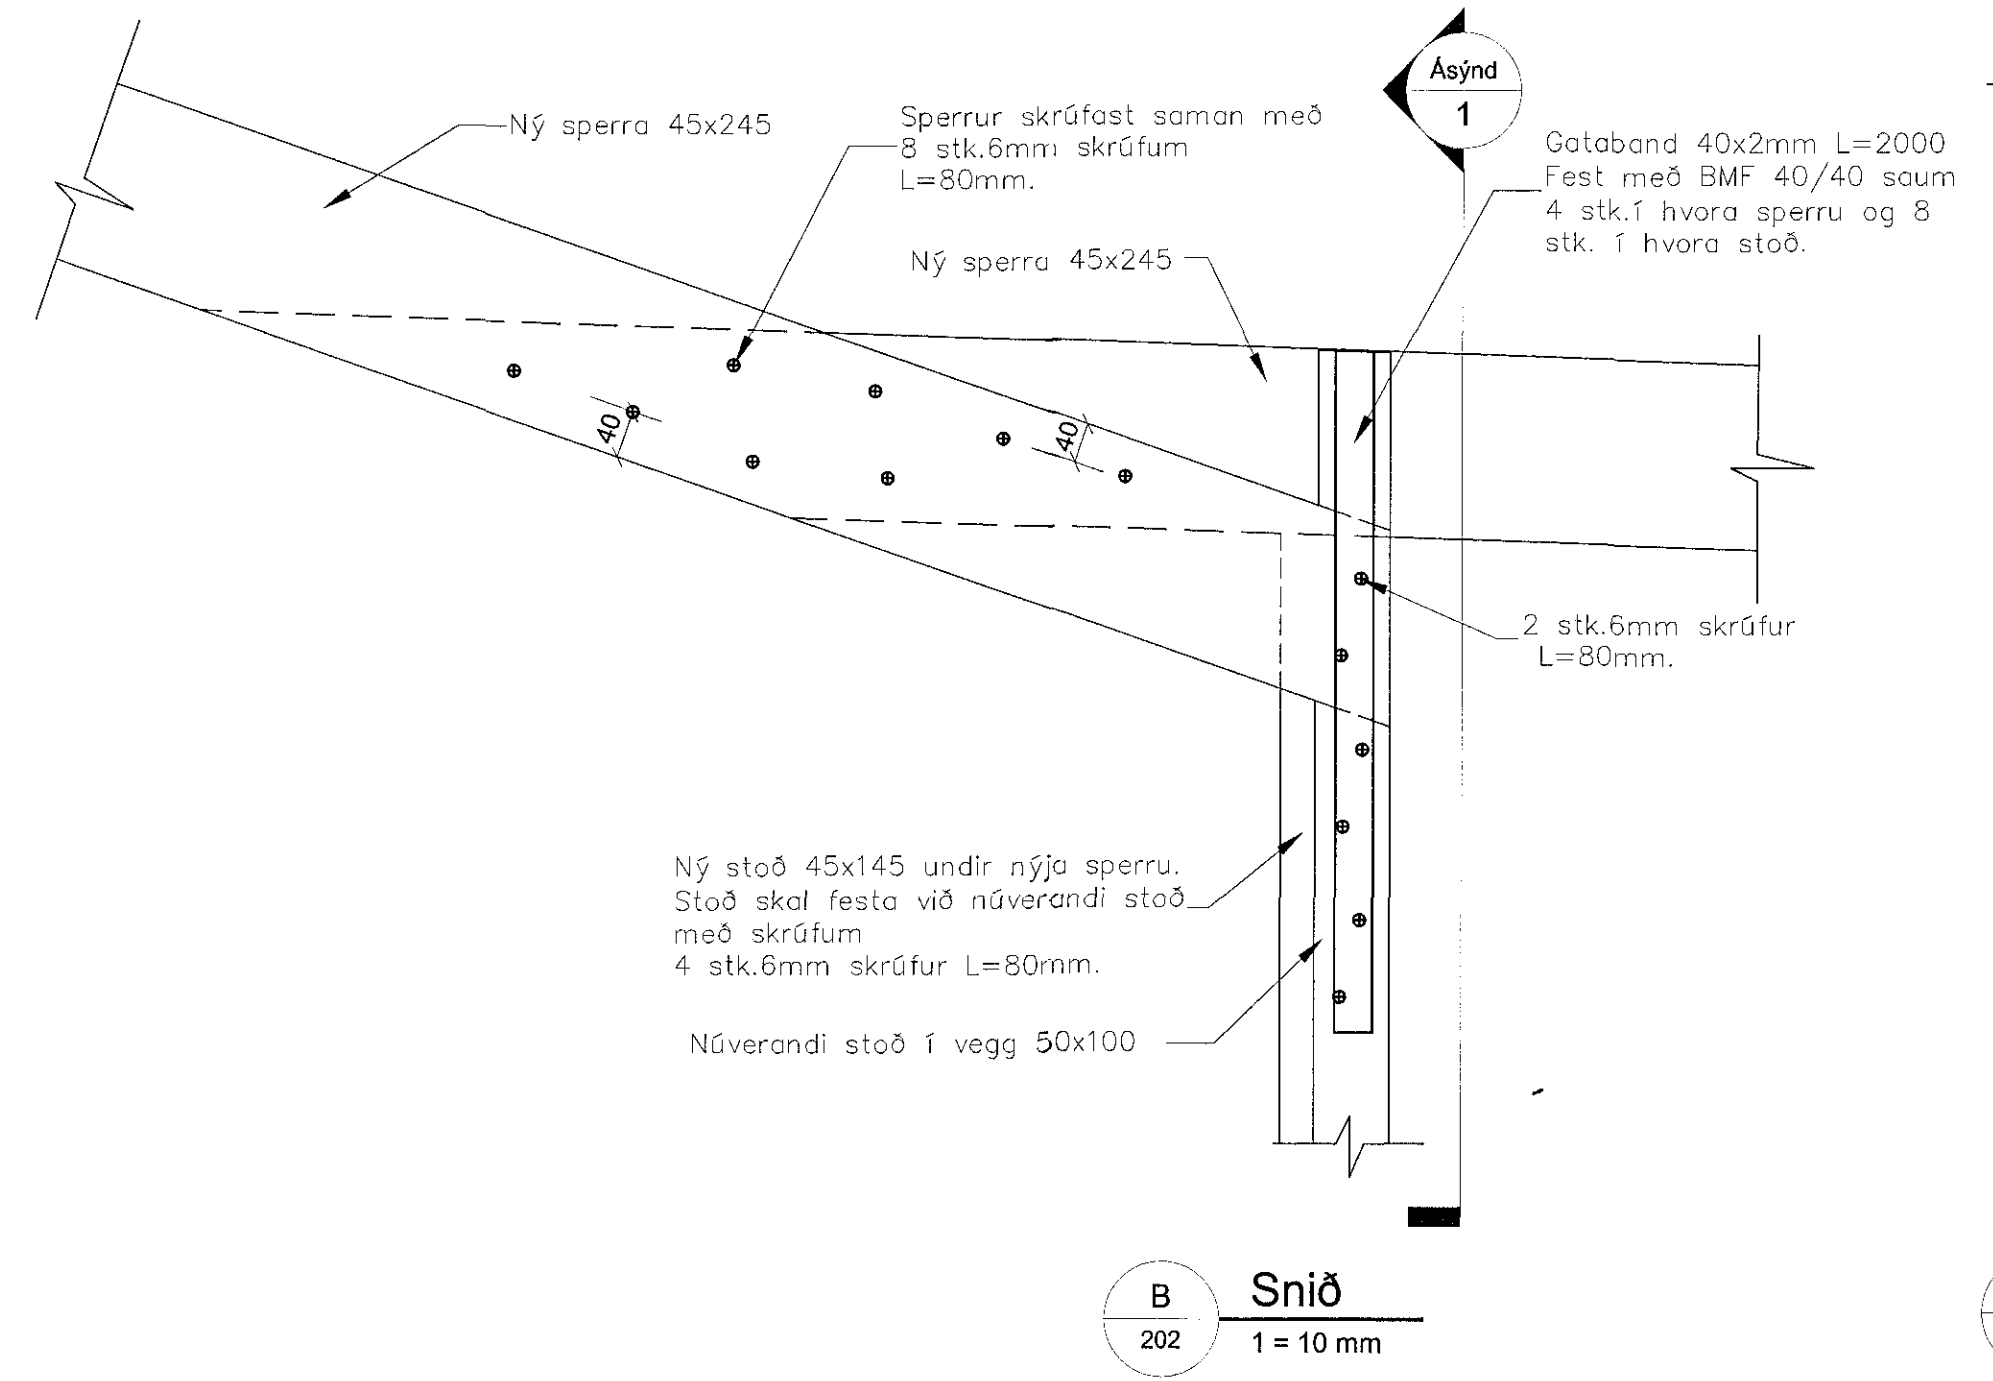 Ásýnd
1
Ný sperra 45x245
Sperrur skrúfast saman með
8 stk.6mm skrúfum
L=80mm.
Gataband 40x2mm L=2000
Fest með BMF 40/40 saum
4 stk.í hvora sperru og 8
stk. í hvora stoð.
Ný sperra 45x245
40
40
2 stk.6mm skrúfur
L=80mm.
Ný stoð 45x145 undir nýja sperru.
Stoð skal festa við núverandi stoð
með skrúfum
4 stk.6mm skrúfur L=80mm.
Núverandi stoð í vegg 50x100
B
202
Snið
1 = 10 mm